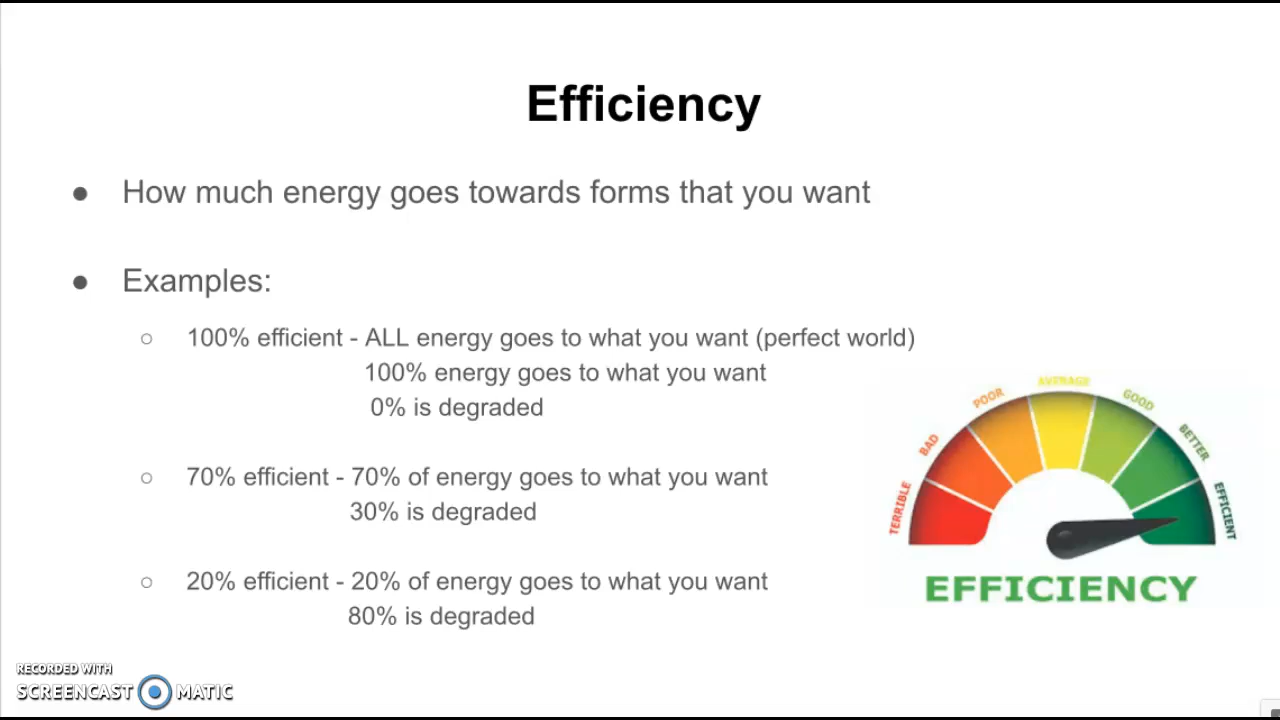 Efficiency
● How much energy goes towards forms that you want
● Examples:
○ 100% efficient - ALL energy goes to what you want (perfect world)
100% energy goes to what you want
0% is degraded
○ 70% efficient - 70% of energy goes to what you want
30% is degraded
○ 20% efficient - 20% of energy goes to what you want
80% is degraded
TERRIBLE
BAD
POOR
AVERAGE
GOOD
BETTER
EFFICIENT
EFFICIENCY
RECORDED WITH
SCREENCAST MATIC